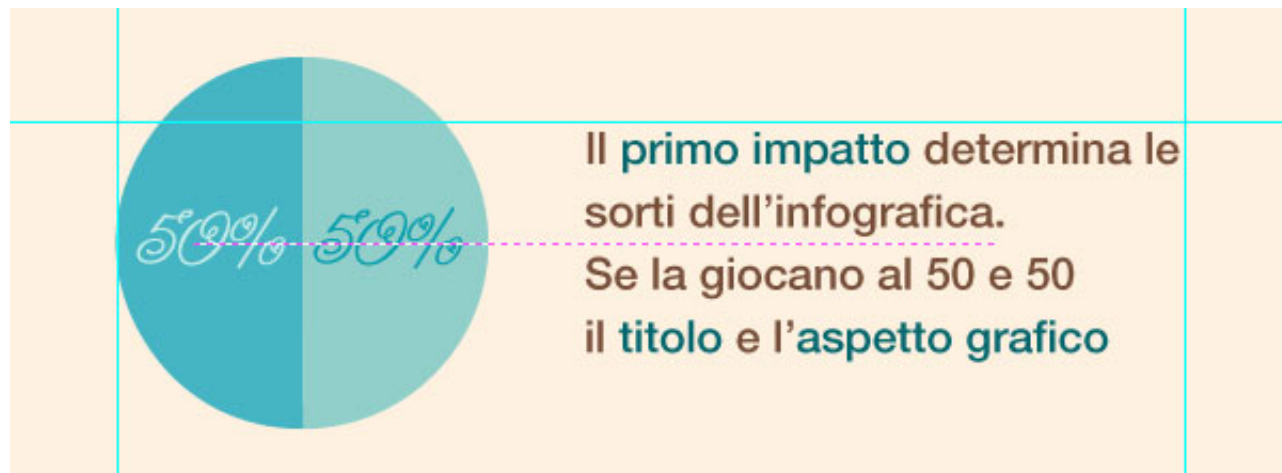 50% 50%
Il primo impatto determina le
sorti dell’infografica.
Se la giocano al 50 e 50
il titolo e l’aspetto grafico